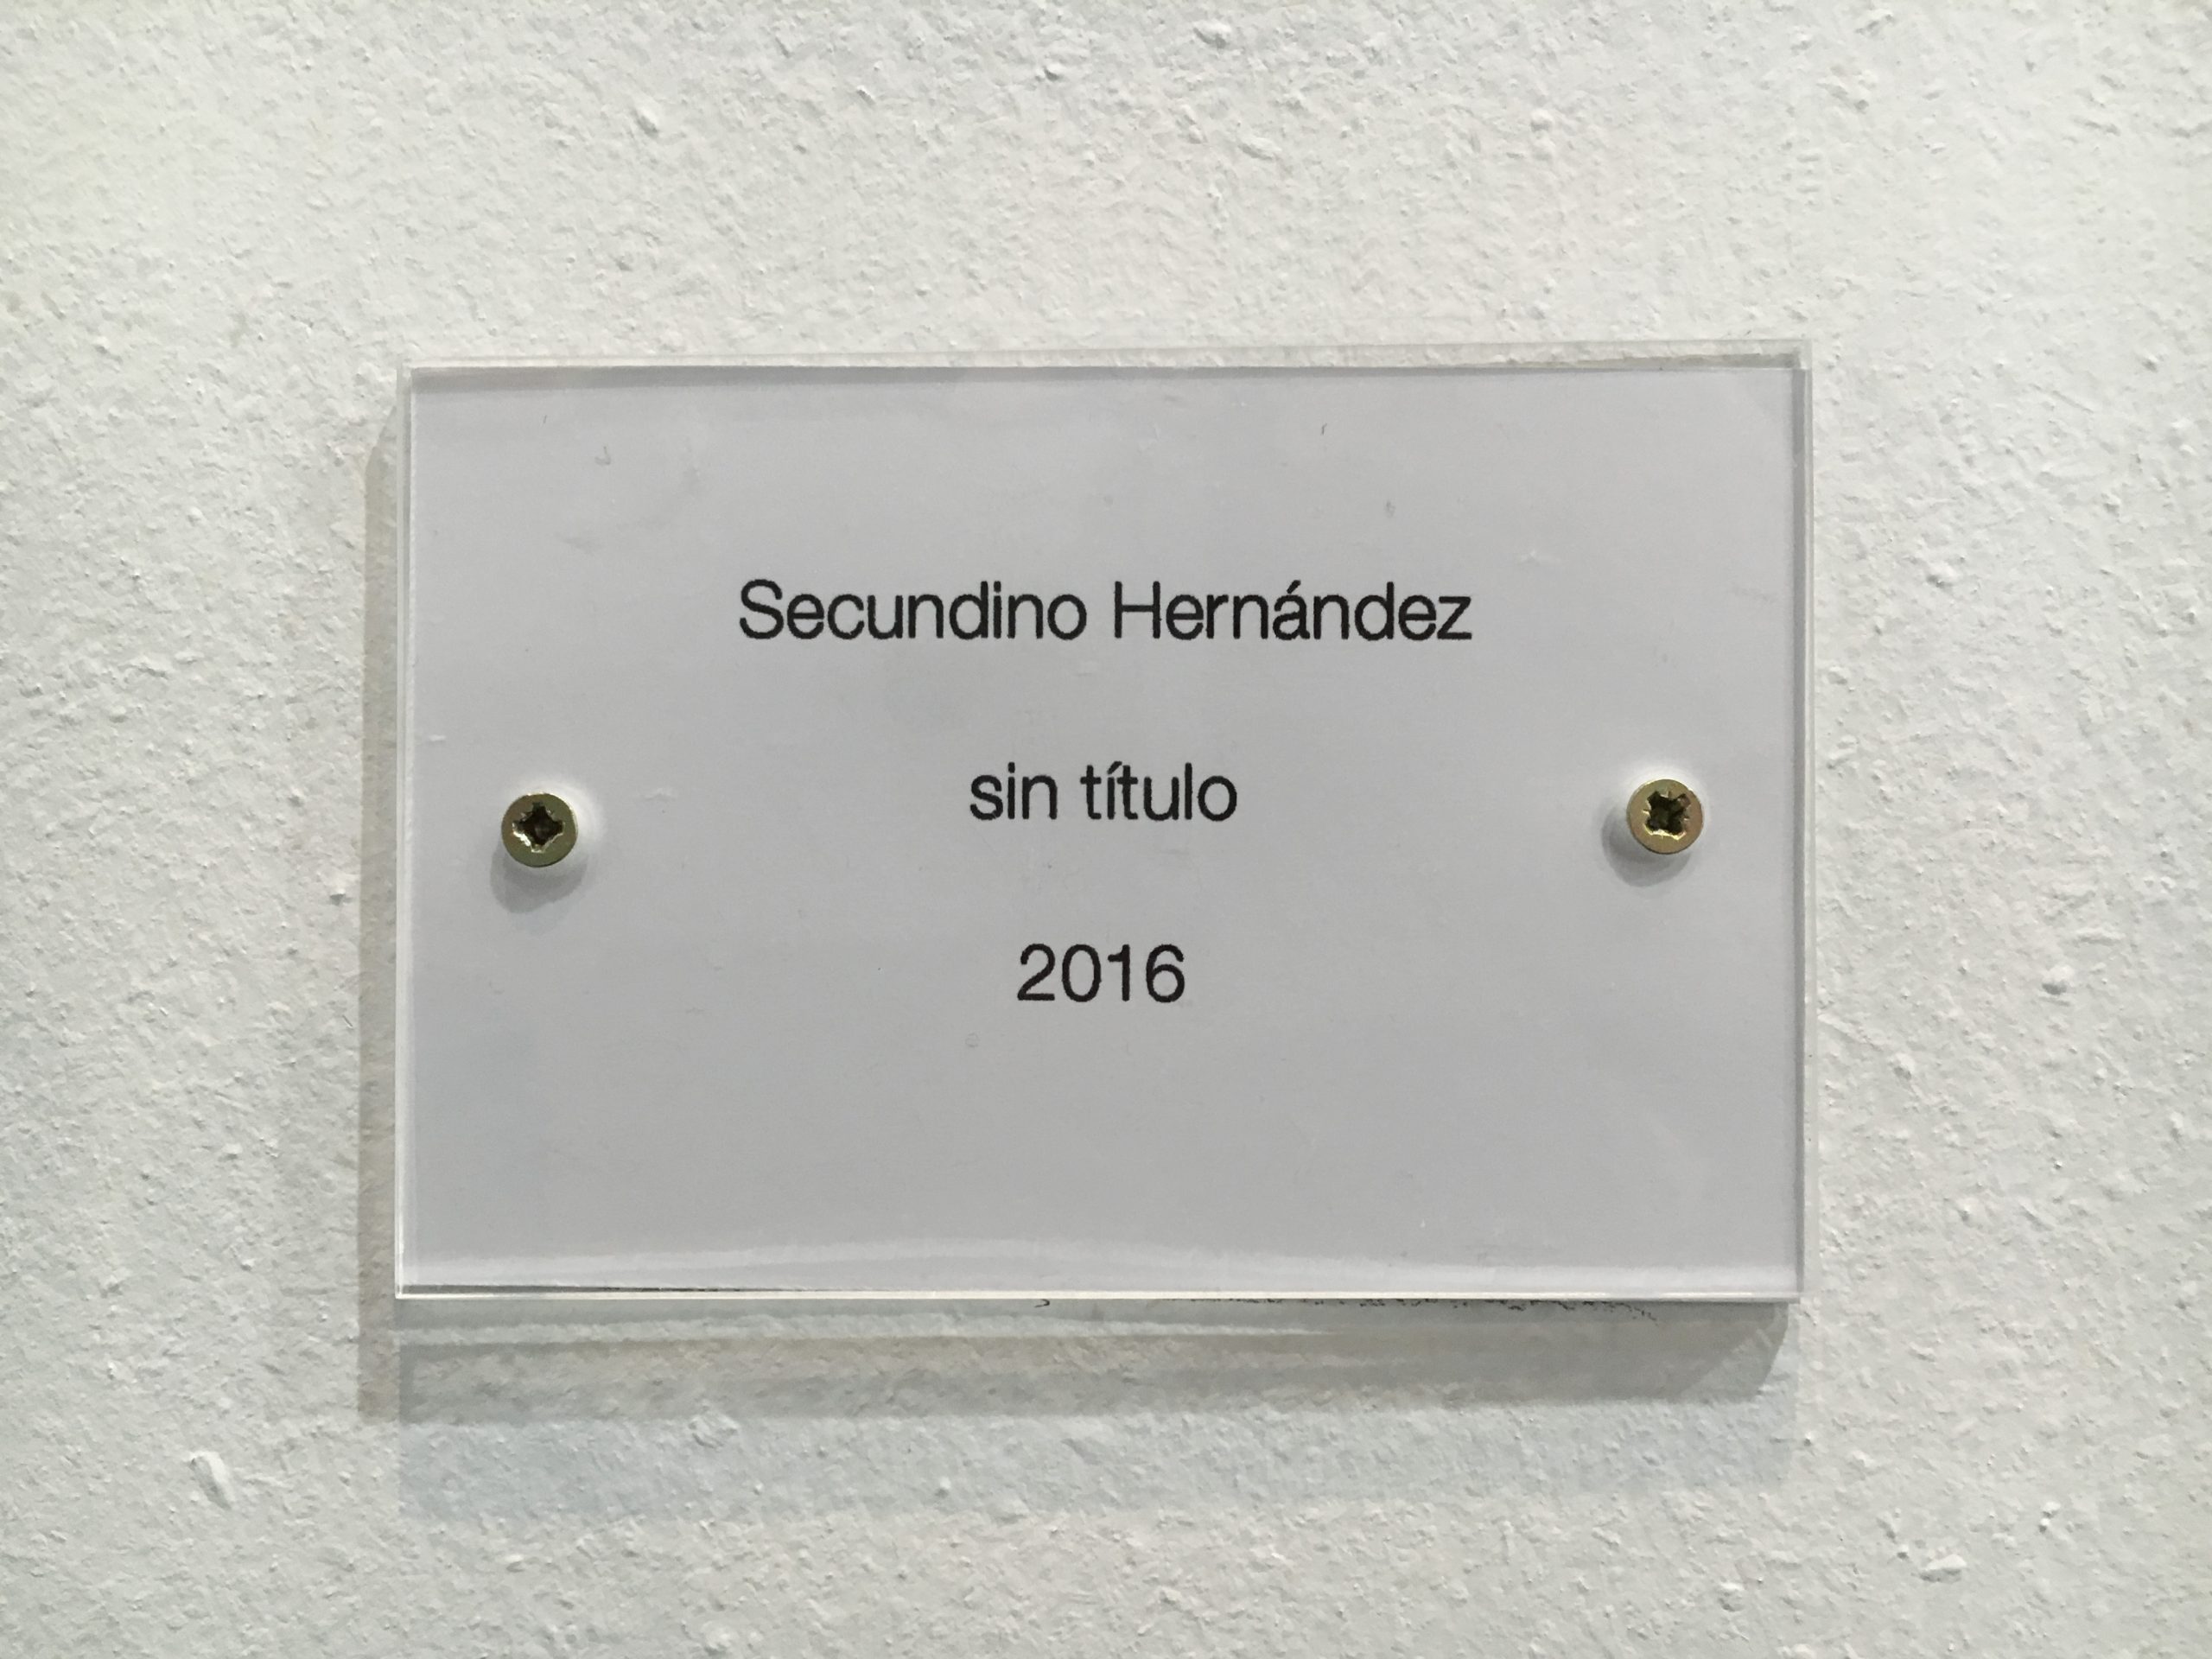 Secundino Hernández
sin título
2016